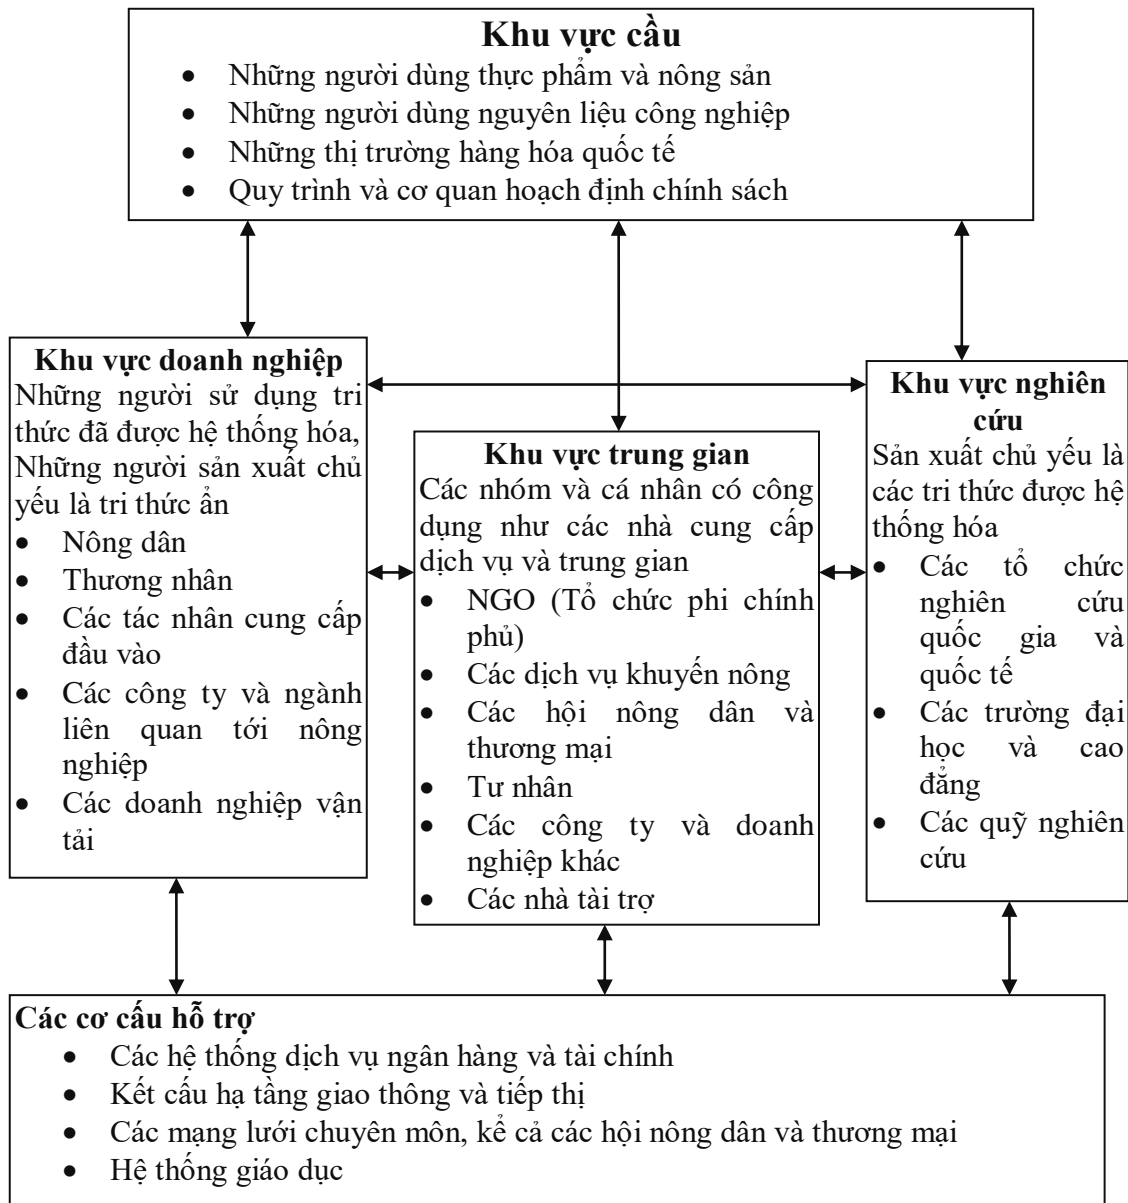 Khu vực cầu
• Những người dùng thực phẩm và nông sản
• Những người dùng nguyên liệu công nghiệp
• Những thị trường hàng hóa quốc tế
• Quy trình và cơ quan hoạch định chính sách
Khu vực doanh nghiệp
Những người sử dụng tri
thức đã được hệ thống hóa,
Những người sản xuất chủ
yếu là tri thức ẩn
• Nông dân
• Thương nhân
• Các tác nhân cung cấp
đầu vào
• Các công ty và ngành
liên quan tới nông
nghiệp
• Các doanh nghiệp vận
tải
Khu vực trung gian
Các nhóm và cá nhân có công
dụng như các nhà cung cấp
dịch vụ và trung gian
• NGO (Tổ chức phi chính
phủ)
• Các dịch vụ khuyến nông
• Các hội nông dân và
thương mại
• Tư nhân
• Các công ty và doanh
nghiệp khác
• Các nhà tài trợ
Khu vực nghiên
cứu
Sản xuất chủ yếu là
các tri thức được hệ
thống hóa
• Các tổ chức
nghiên cứu
quốc gia và
quốc tế
• Các trường đại
học và cao
đẳng
• Các quỹ nghiên
cứu
Các cơ cấu hỗ trợ
• Các hệ thống dịch vụ ngân hàng và tài chính
• Kết cấu hạ tầng giao thông và tiếp thị
• Các mạng lưới chuyên môn, kể cả các hội nông dân và thương mại
• Hệ thống giáo dục